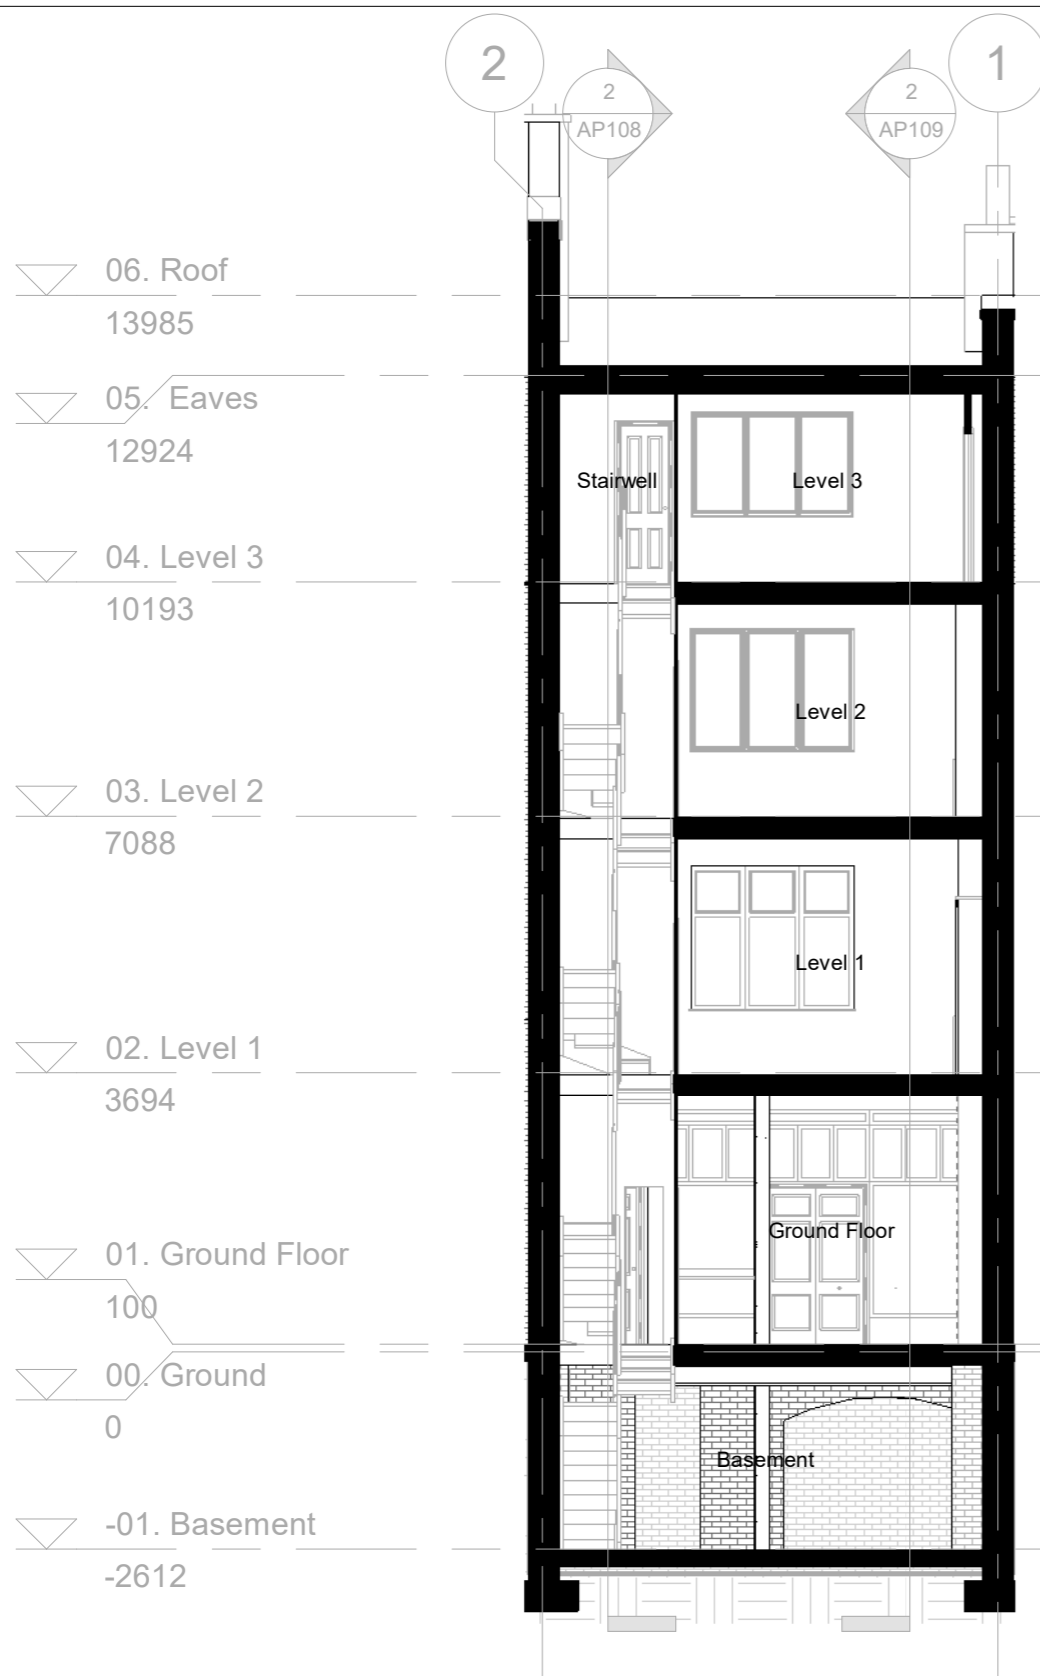 2
1
2
AP108
2
AP109
06. Roof
13985
05. Eaves
12924
Stairwell
Level 3
04. Level 3
10193
Level 2
03. Level 2
7088
Level 1
02. Level 1
3694
Ground Floor
01. Ground Floor
100
00. Ground
0
Basement
-01. Basement
-2612